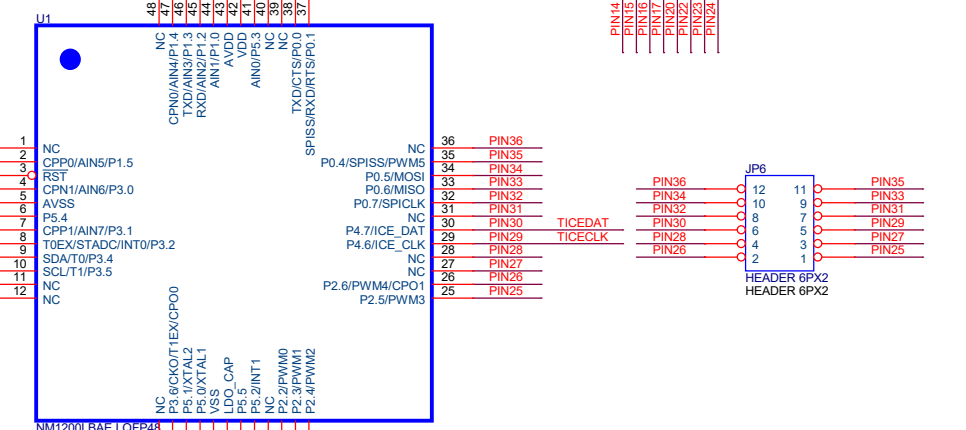 U1
48
47
46
45
44
43
42
41
40
39
38
37
NC
CPN0/AIN4/P1.4
TXD/AIN3/P1.3
RXD/AIN2/P1.2
AIN1/P1.0
AVDD
VDD
AIN0/P5.3
NC
NC
TXD/CTS/P0.0
SPISS/RXD/RTS/P0.1
PIN14
PIN15
PIN16
PIN17
PIN20
PIN22
PIN23
PIN24
1 NC
2 CPP0/AIN5/P1.5
3 RST
4 CPN1/AIN6/P3.0
5 AVSS
6 P5.4
7 CPP1/AIN7/P3.1
8 T0EX/STADC/INT0/P3.2
9 SDA/T0/P3.4
10 SCL/T1/P3.5
11 NC
12 NC
NC 36 PIN36
P0.4/SPISS/PWM5 35 PIN35
P0.5/MOSI 34 PIN34
P0.6/MISO 33 PIN33
P0.7/SPICLK 32 PIN32
NC 31 PIN31
P4.7/ICE_DAT 30 PIN30 TICEDAT
P4.6/ICE_CLK 29 PIN29 TICECLK
NC 28 PIN28
NC 27 PIN27
P2.6/PWM4/CPO1 26 PIN26
P2.5/PWM3 25 PIN25
JP6
PIN36 12 11 PIN35
PIN34 10 9 PIN33
PIN32 8 7 PIN31
PIN30 6 5 PIN29
PIN28 4 3 PIN27
PIN26 2 1 PIN25
HEADER 6PX2
HEADER 6PX2
NC
P3.6/CKO/T1EX/CPO0
P5.1/XTAL2
P5.0/XTAL1
VSS
LDO_CAP
P5.5
P5.2/INT1
NC
P2.2/PWM0
P2.3/PWM1
P2.4/PWM2
NM1200LBAE LQFP48